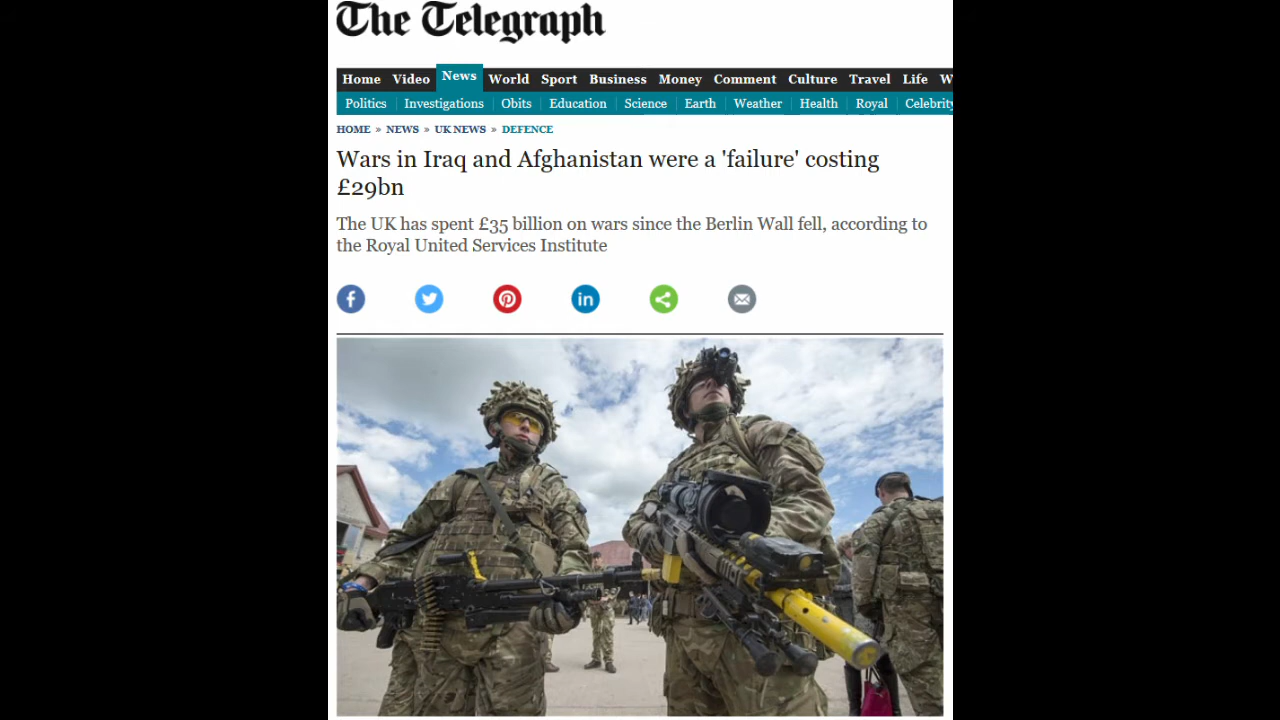 The Telegraph
Home Video News World Sport Business Money Comment Culture Travel Life W
Politics Investigations Obits Education Science Earth Weather Health Royal Celebrity
HOME » NEWS » UK NEWS » DEFENCE
Wars in Iraq and Afghanistan were a 'failure' costing
£29bn
The UK has spent £35 billion on wars since the Berlin Wall fell, according to
the Royal United Services Institute
f
in